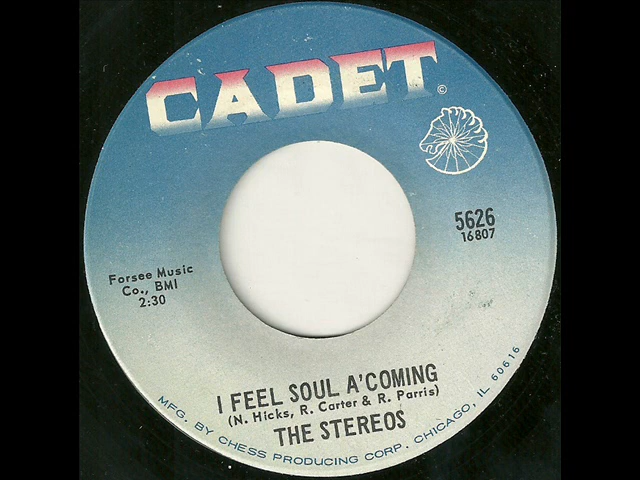 CADET
©
5626
16807
Forsee Music
Co., BMI
2:30
I FEEL SOUL A'COMING
(N. Hicks, R. Carter & R. Parris)
THE STEREOS
MFG. BY CHESS PRODUCING CORP. CHICAGO, IL 60616